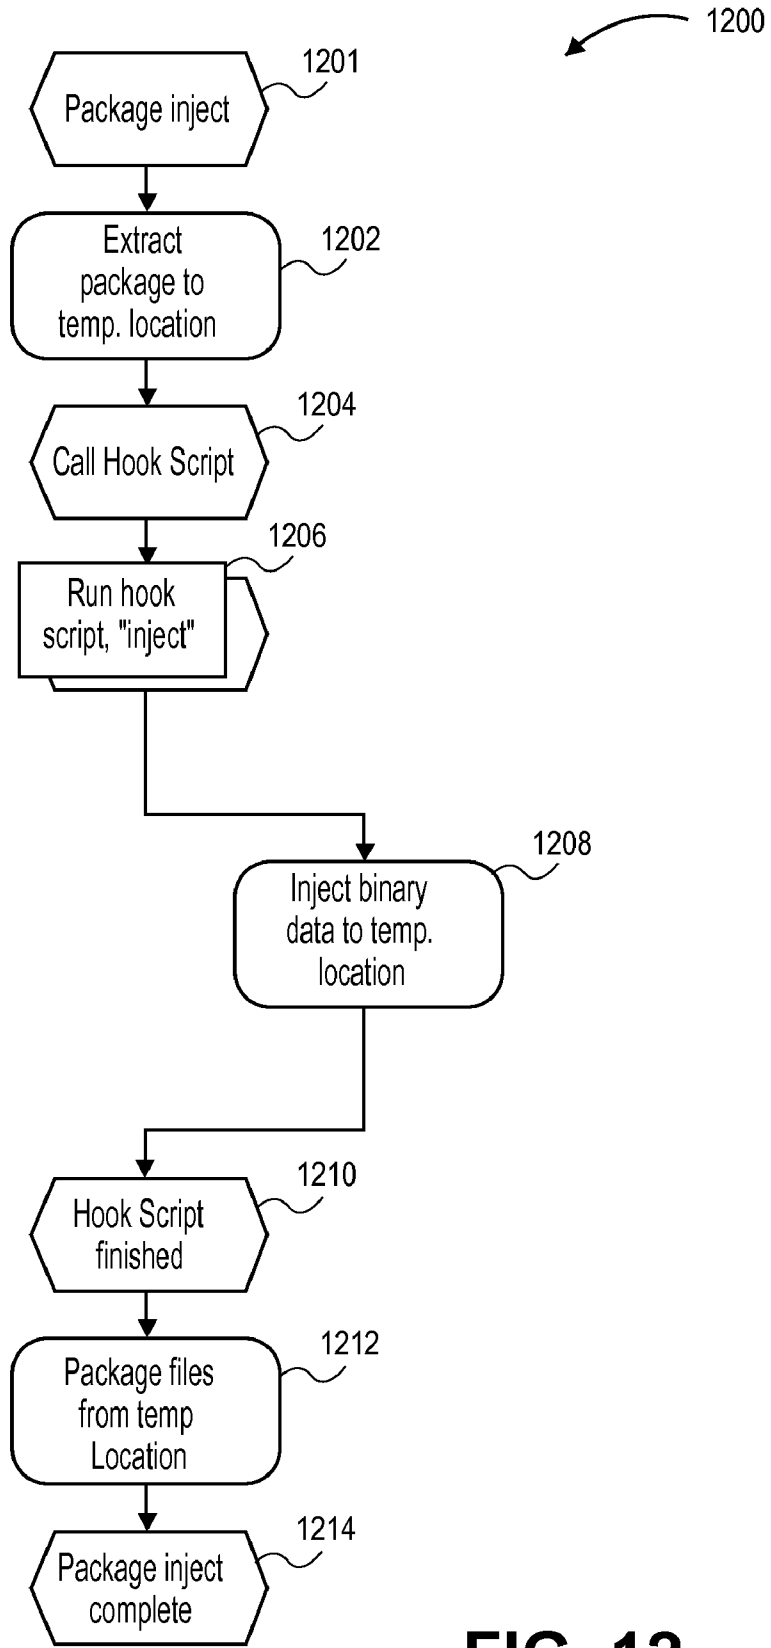 1200
1201
Package inject
1202
Extract
package to
temp. location
1204
Call Hook Script
1206
Run hook
script, "inject"
1208
Inject binary
data to temp.
location
1210
Hook Script
finished
1212
Package files
from temp
Location
1214
Package inject
complete
FIG. 12